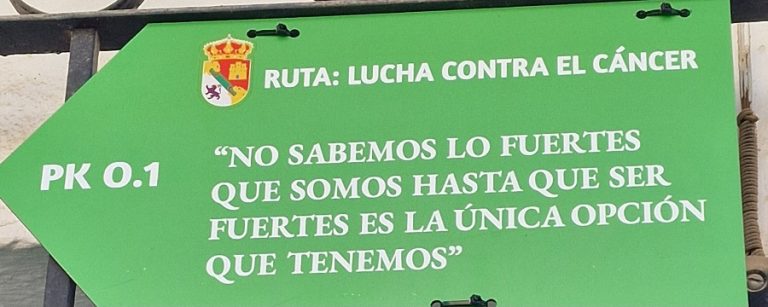 RUTA: LUCHA CONTRA EL CÁNCER
PK 0.1
“NO SABEMOS LO FUERTES
QUE SOMOS HASTA QUE SER
FUERTES ES LA ÚNICA OPCIÓN
QUE TENEMOS”